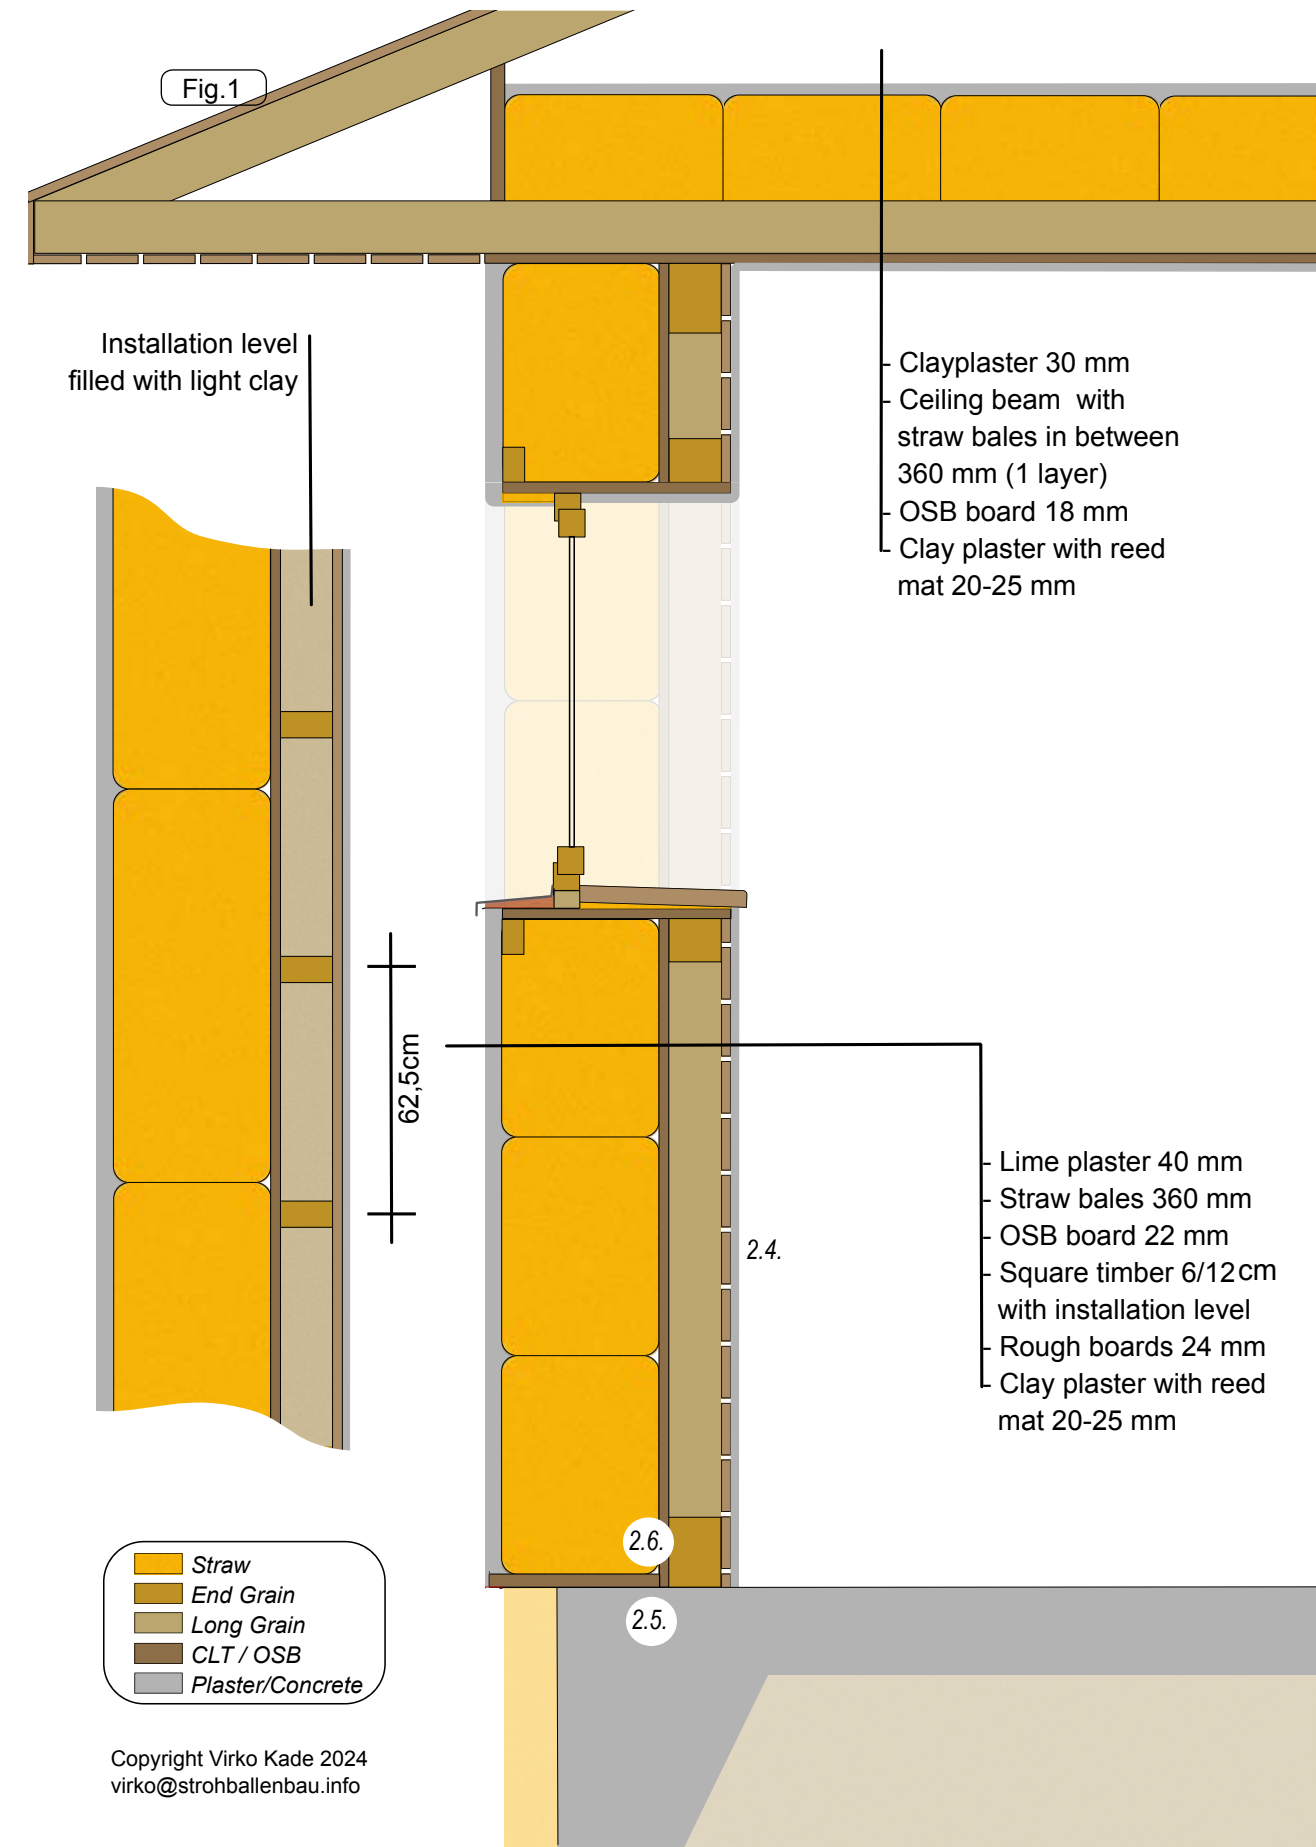 Fig.1
Installation level
filled with light clay
- Clayplaster 30 mm
- Ceiling beam with
straw bales in between
360 mm (1 layer)
- OSB board 18 mm
- Clay plaster with reed
mat 20-25 mm
62,5cm
- Lime plaster 40 mm
- Straw bales 360 mm
- OSB board 22 mm
- Square timber 6/12cm
with installation level
- Rough boards 24 mm
- Clay plaster with reed
mat 20-25 mm
2.4.
2.6.
2.5.
Straw
End Grain
Long Grain
CLT / OSB
Plaster/Concrete
Copyright Virko Kade 2024
virko@strohballenbau.info